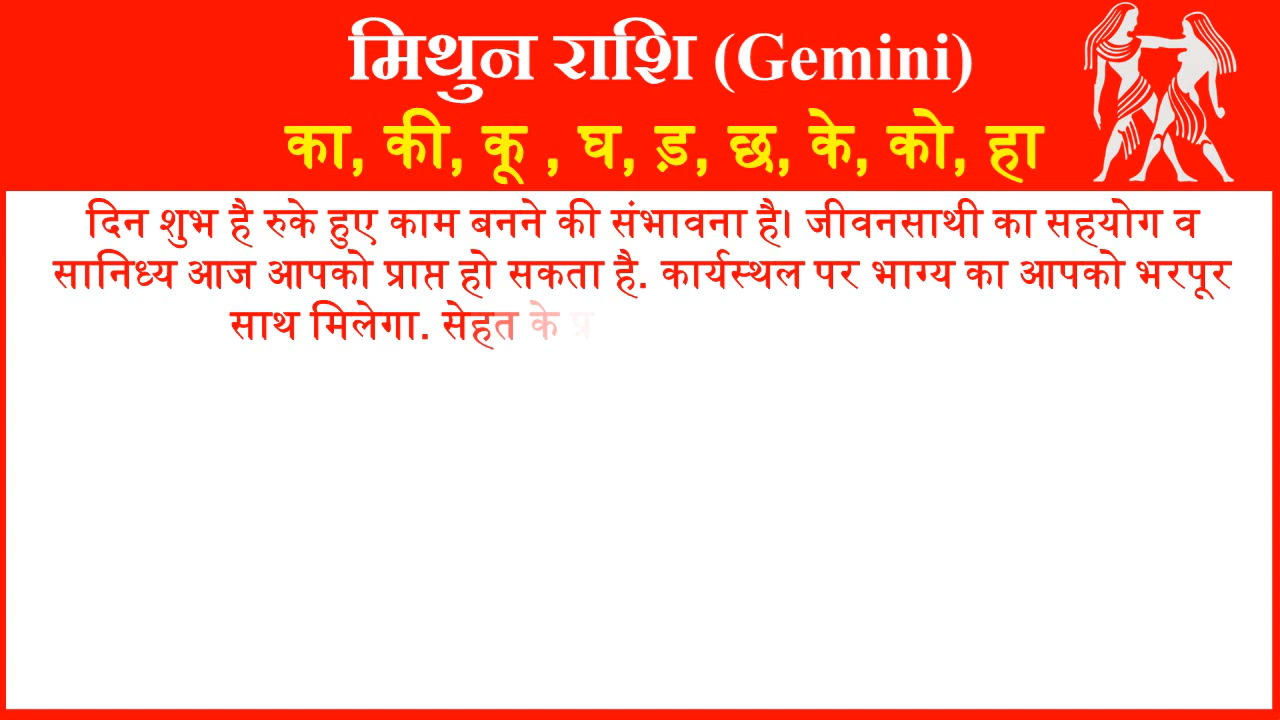 मिथुन राशि (Gemini)
का, की, कू , घ, ड़, छ, के, को, हा
दिन शुभ है रुके हुए काम बनने की संभावना है। जीवनसाथी का सहयोग व
सानिध्य आज आपको प्राप्त हो सकता है. कार्यस्थल पर भाग्य का आपको भरपूर
साथ मिलेगा. सेहत के प्र